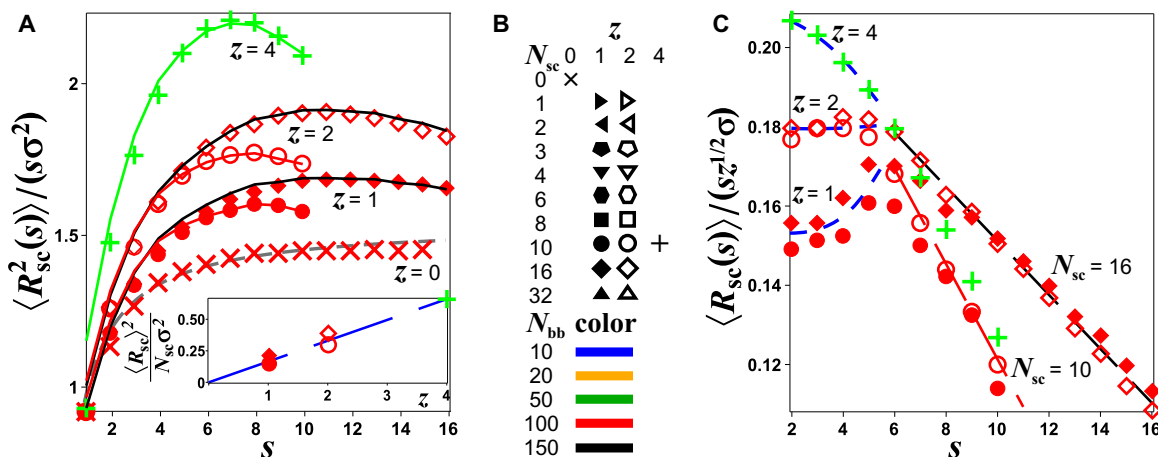 A
⟨R²sc(s)⟩/(sσ²)
2
1.5
1
z = 4
z = 2
z = 1
z = 0
⟨Rsc⟩²
Nscσ²
0.50
0.25
0
0 1 2 3 z 4
2 4 6 8 10 12 14 16
s
B
z
Nsc 0 1 2 4
0
1
2
3
4
6
8
10
16
32
Nbb color
10
20
50
100
150
C
⟨Rsc(s)⟩/(sz^1/2σ)
0.20
0.18
0.16
0.14
0.12
z = 4
z = 2
z = 1
Nsc = 16
Nsc = 10
2 4 6 8 10 12 14 16
s